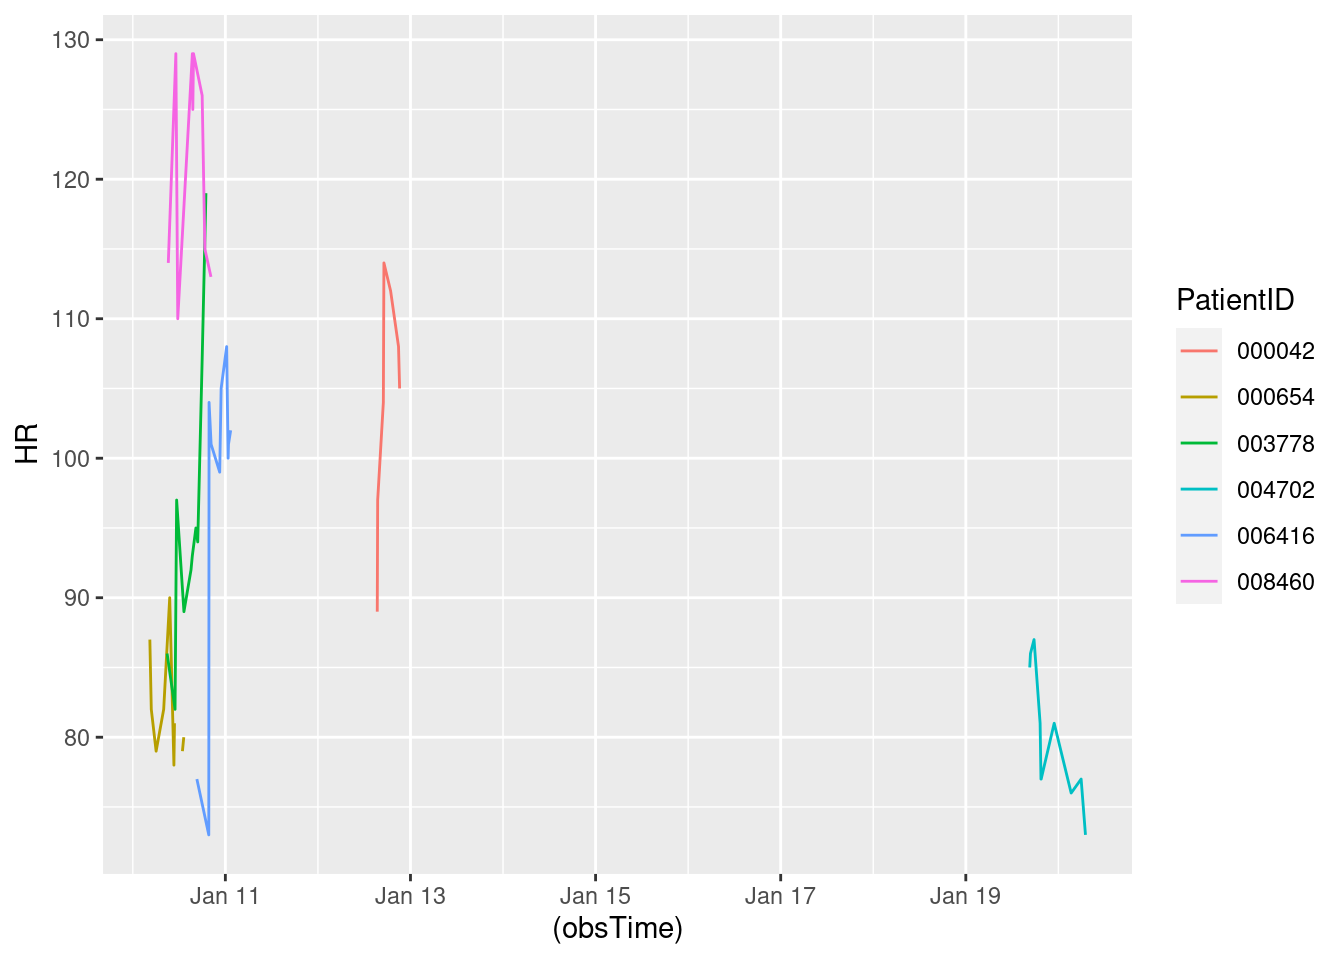 130
120
110
100
90
80
HR
Jan 11
Jan 13
Jan 15
Jan 17
Jan 19
(obsTime)
PatientID
000042
000654
003778
004702
006416
008460